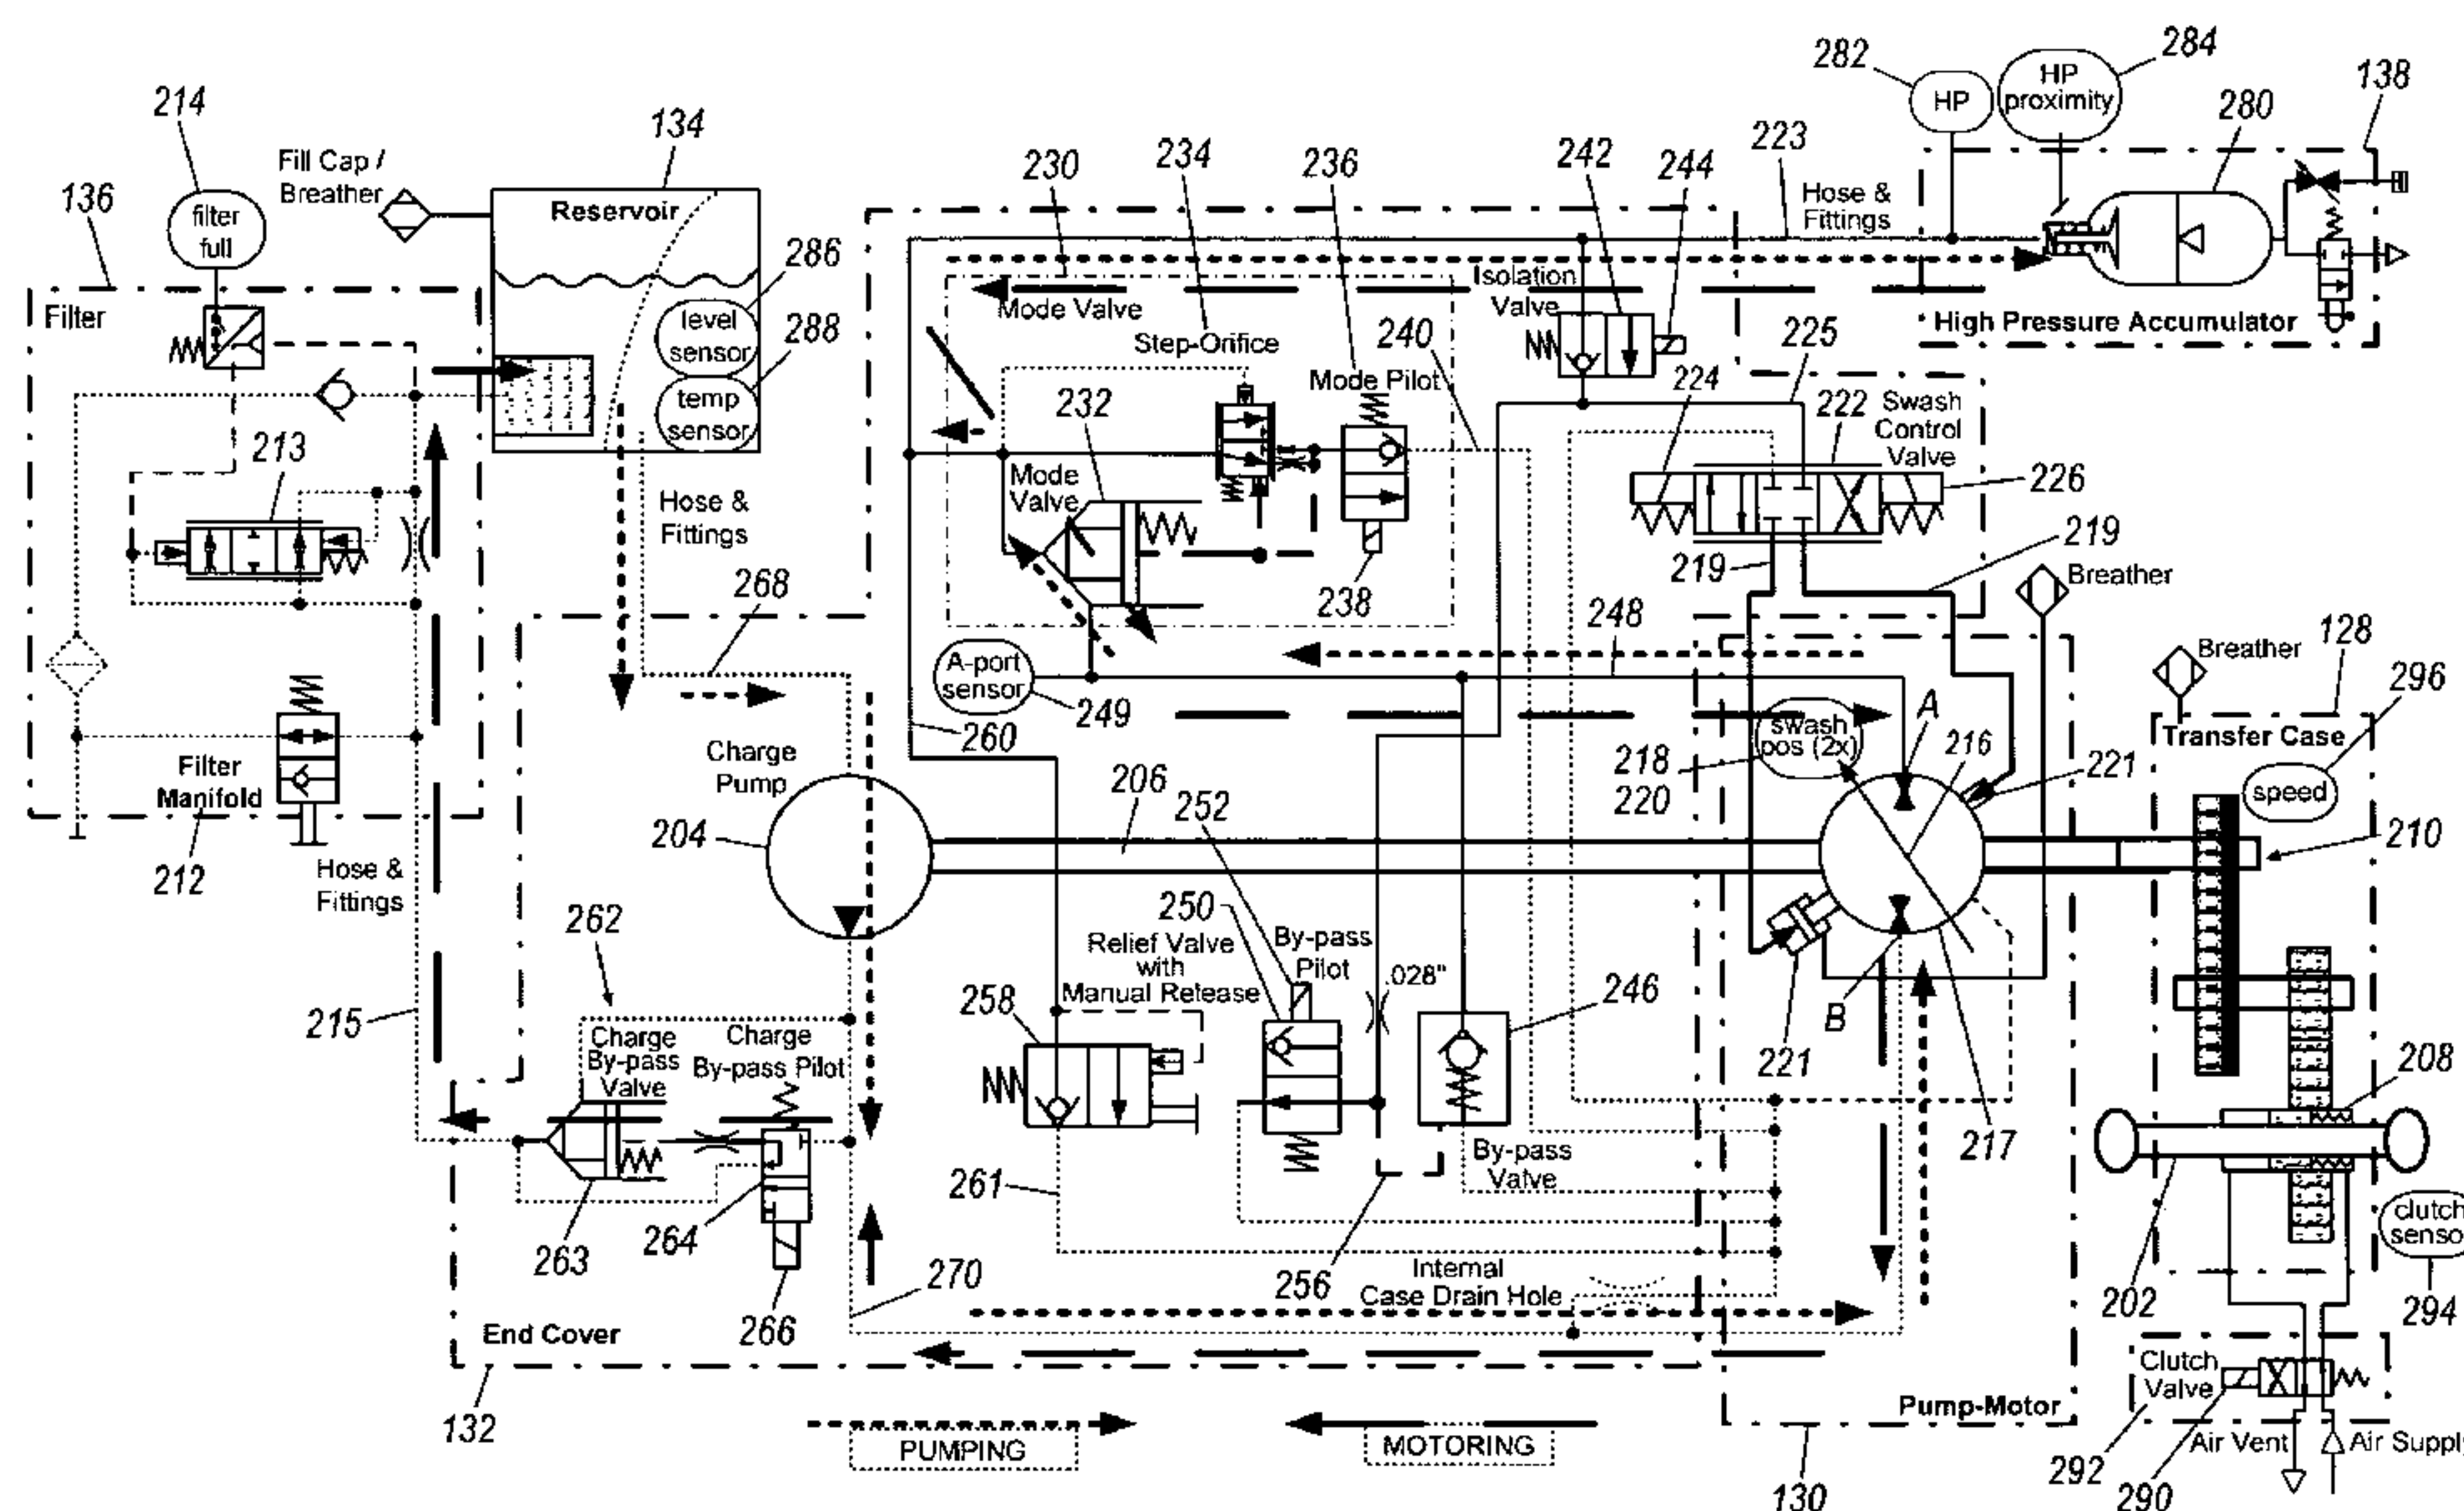 214
Fill Cap /
Breather
134
136
filter
full
Reservoir
Filter
286
level
sensor
288
temp
sensor
213
Hose &
Fittings
268
Filter
Manifold
212
Hose &
Fittings
215
230
234
236
242
244
223
Hose &
Fittings
282
HP
HP
proximity
284
280
138
Isolation
Valve
Mode Valve
Step-Orifice
240
Mode Pilot
232
Mode
Valve
238
High Pressure Accumulator
225
224
222
Swash
Control
Valve
226
219
219
Breather
248
A-port
sensor
249
260
Charge
Pump
204
206
swash
pos (2x)
A
216
218
220
221
Breather
128
296
Transfer Case
speed
210
262
252
250
Relief Valve
with
Manual Release
By-pass
Pilot
.028"
246
258
Charge
By-pass
Valve
Charge
By-pass Pilot
B
221
217
208
By-pass
Valve
261
263
264
266
270
256
Internal
Case Drain Hole
End Cover
132
PUMPING
MOTORING
Pump-Motor
130
202
clutch
sensor
294
Clutch
Valve
292
290
Air Vent
Air Supply